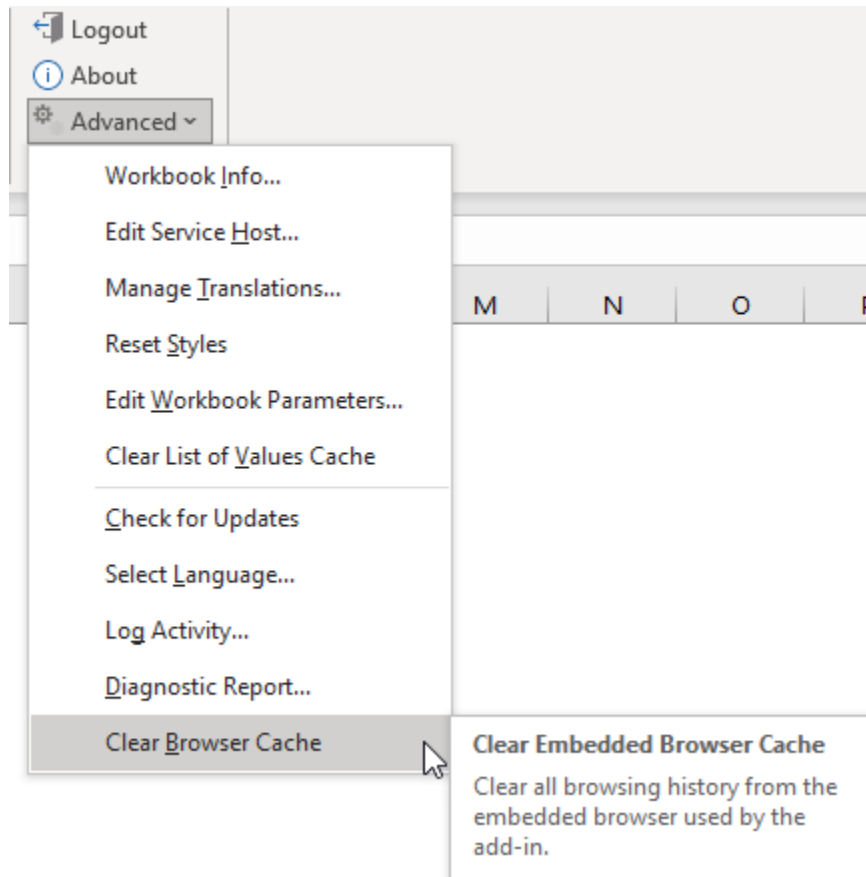 Logout
About
Advanced
Workbook Info...
Edit Service Host...
Manage Translations...
M N O
Reset Styles
Edit Workbook Parameters...
Clear List of Values Cache
Check for Updates
Select Language...
Log Activity...
Diagnostic Report...
Clear Browser Cache
Clear Embedded Browser Cache
Clear all browsing history from the
embedded browser used by the
add-in.